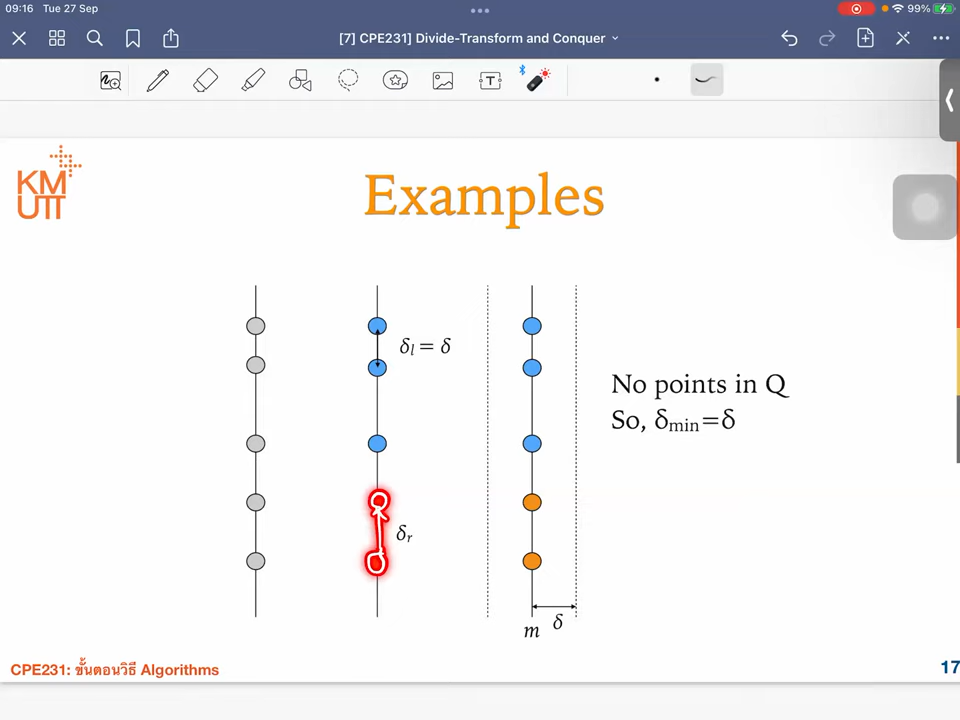 09:16 Tue 27 Sep
99%
[7] CPE231] Divide-Transform and Conquer
T
KM
UTT
Examples
δl = δ
δr
No points in Q
So, δmin=δ
m
δ
CPE231: ขั้นตอนวิธี Algorithms
17